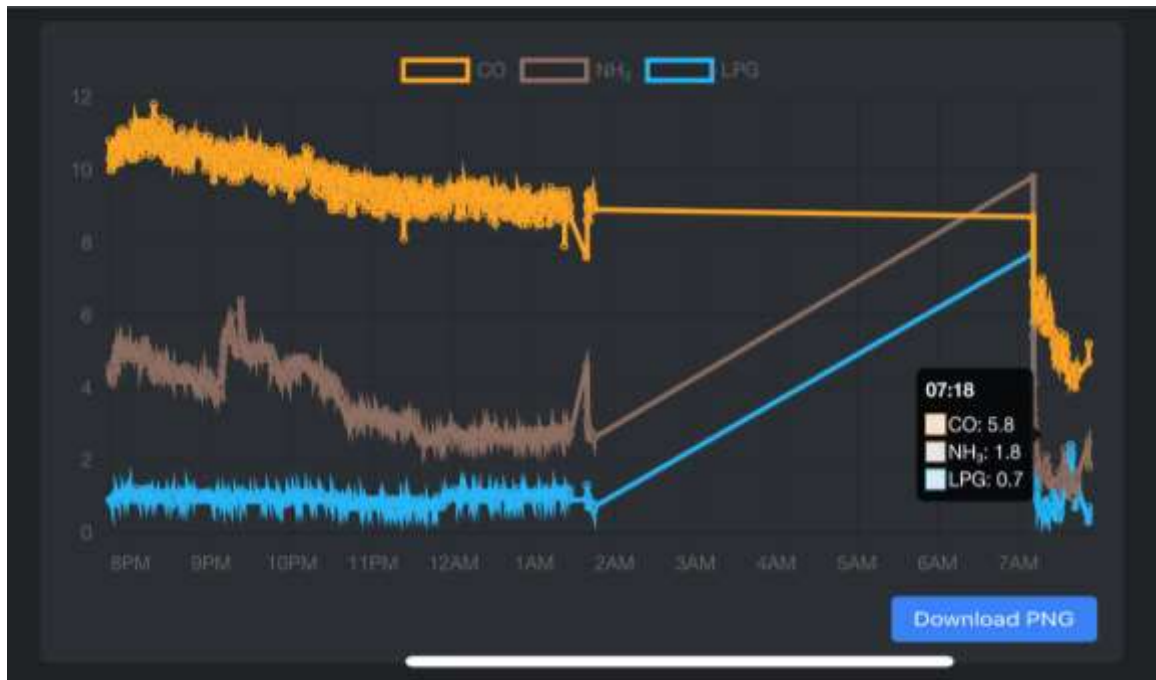 CO NH₃ LPG
12
10
8
6
4
2
0
07:18
CO: 5.8
NH₃: 1.8
LPG: 0.7
8PM 9PM 10PM 11PM 12AM 1AM 2AM 3AM 4AM 5AM 6AM 7AM
Download PNG